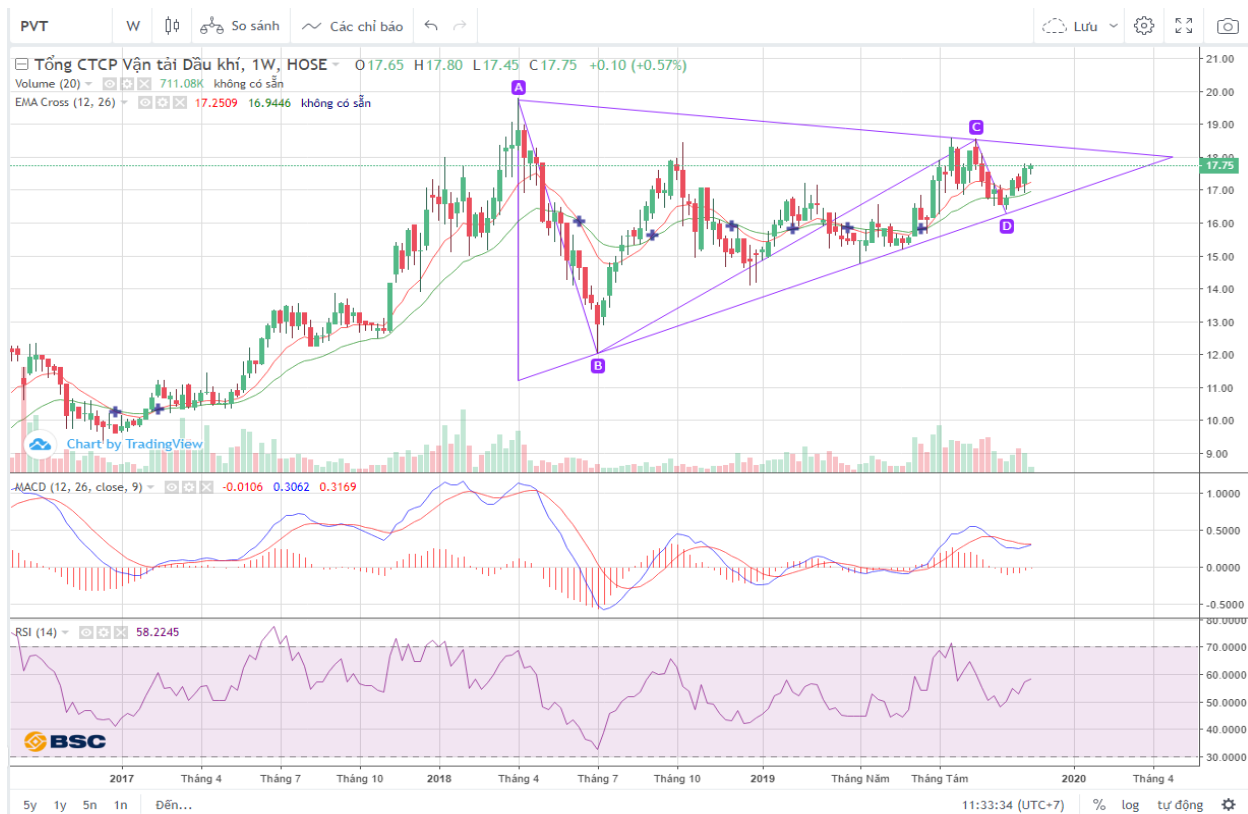 PVT W So sánh Các chỉ báo Lưu
Tổng CTCP Vận tải Dầu khí, 1W, HOSE O17.65 H17.80 L17.45 C17.75 +0.10 (+0.57%)
Volume (20) 711.08K không có sẵn
EMA Cross (12, 26) 17.2509 16.9446 không có sẵn
A
B
C
D
21.00
20.00
19.00
18.00
17.75
17.00
16.00
15.00
14.00
13.00
12.00
11.00
10.00
9.00
Chart by TradingView
MACD (12, 26, close, 9) -0.0106 0.3062 0.3169
1.0000
0.5000
0.0000
-0.5000
RSI (14) 58.2245
80.0000
70.0000
60.0000
50.0000
40.0000
30.0000
BSC
2017 Tháng 4 Tháng 7 Tháng 10 2018 Tháng 4 Tháng 7 Tháng 10 2019 Tháng Năm Tháng Tám 2020 Tháng 4
5y 1y 5n 1n Đến... 11:33:34 (UTC+7) % log tự động